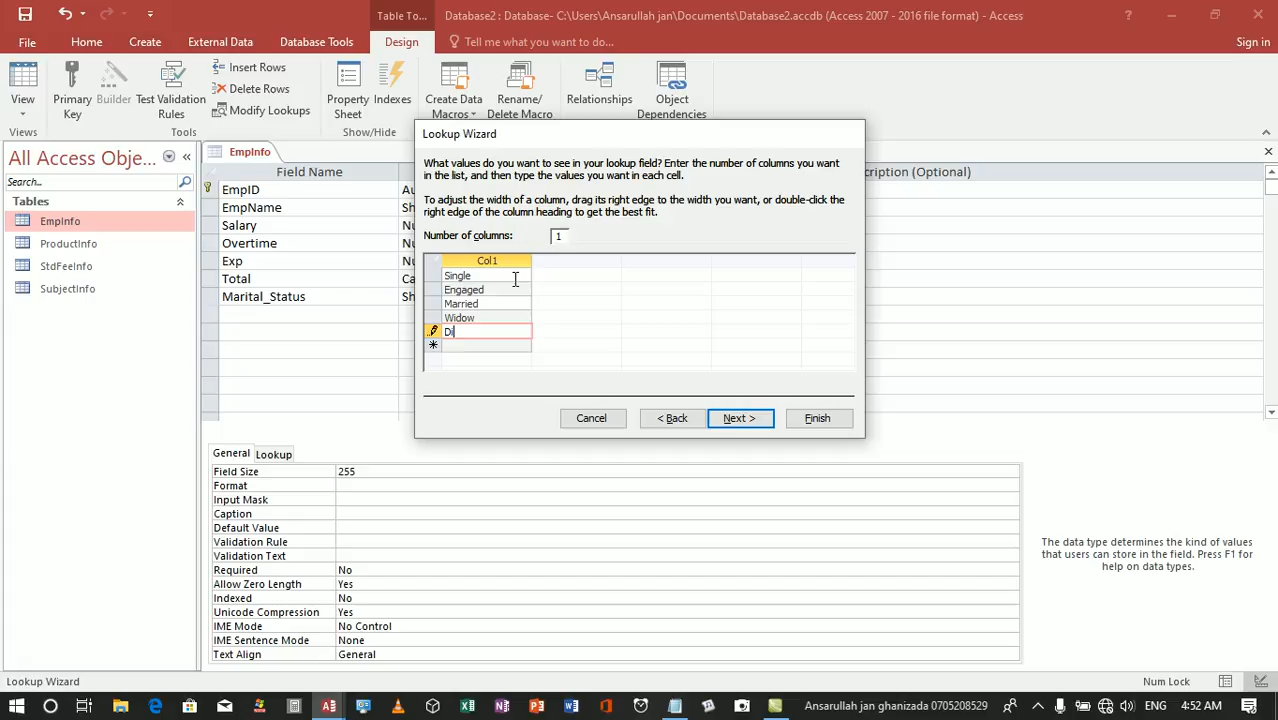 Table To...
Database2 : Database- C:\Users\Ansarullah jan\Documents\Database2.accdb (Access 2007 - 2016 file format) - Access
?
File
Home
Create
External Data
Database Tools
Design
Tell me what you want to do...
Sign in
View
Primary Key
Builder
Test Validation Rules
Insert Rows
Delete Rows
Modify Lookups
Property Sheet
Indexes
Create Data Macros
Rename/ Delete Macro
Relationships
Object Dependencies
Views
Tools
Show/Hide
All Access Obje...
Search...
Tables
EmpInfo
ProductInfo
StdFeeInfo
SubjectInfo
EmpInfo
Field Name
scription (Optional)
EmpID
Au
EmpName
Sh
Salary
Nu
Overtime
Nu
Exp
Nu
Total
Ca
Marital_Status
Sh
Lookup Wizard
What values do you want to see in your lookup field? Enter the number of columns you want
in the list, and then type the values you want in each cell.
To adjust the width of a column, drag its right edge to the width you want, or double-click the
right edge of the column heading to get the best fit.
Number of columns: 1
Col1
Single
Engaged
Married
Widow
Di
Cancel
< Back
Next >
Finish
General
Lookup
Field Size 255
Format
Input Mask
Caption
Default Value
Validation Rule
Validation Text
Required No
Allow Zero Length Yes
Indexed No
Unicode Compression Yes
IME Mode No Control
IME Sentence Mode None
Text Align General
The data type determines the kind of values
that users can store in the field. Press F1 for
help on data types.
Lookup Wizard
Num Lock
Ansarullah jan ghanizada 0705208529
ENG
4:52 AM